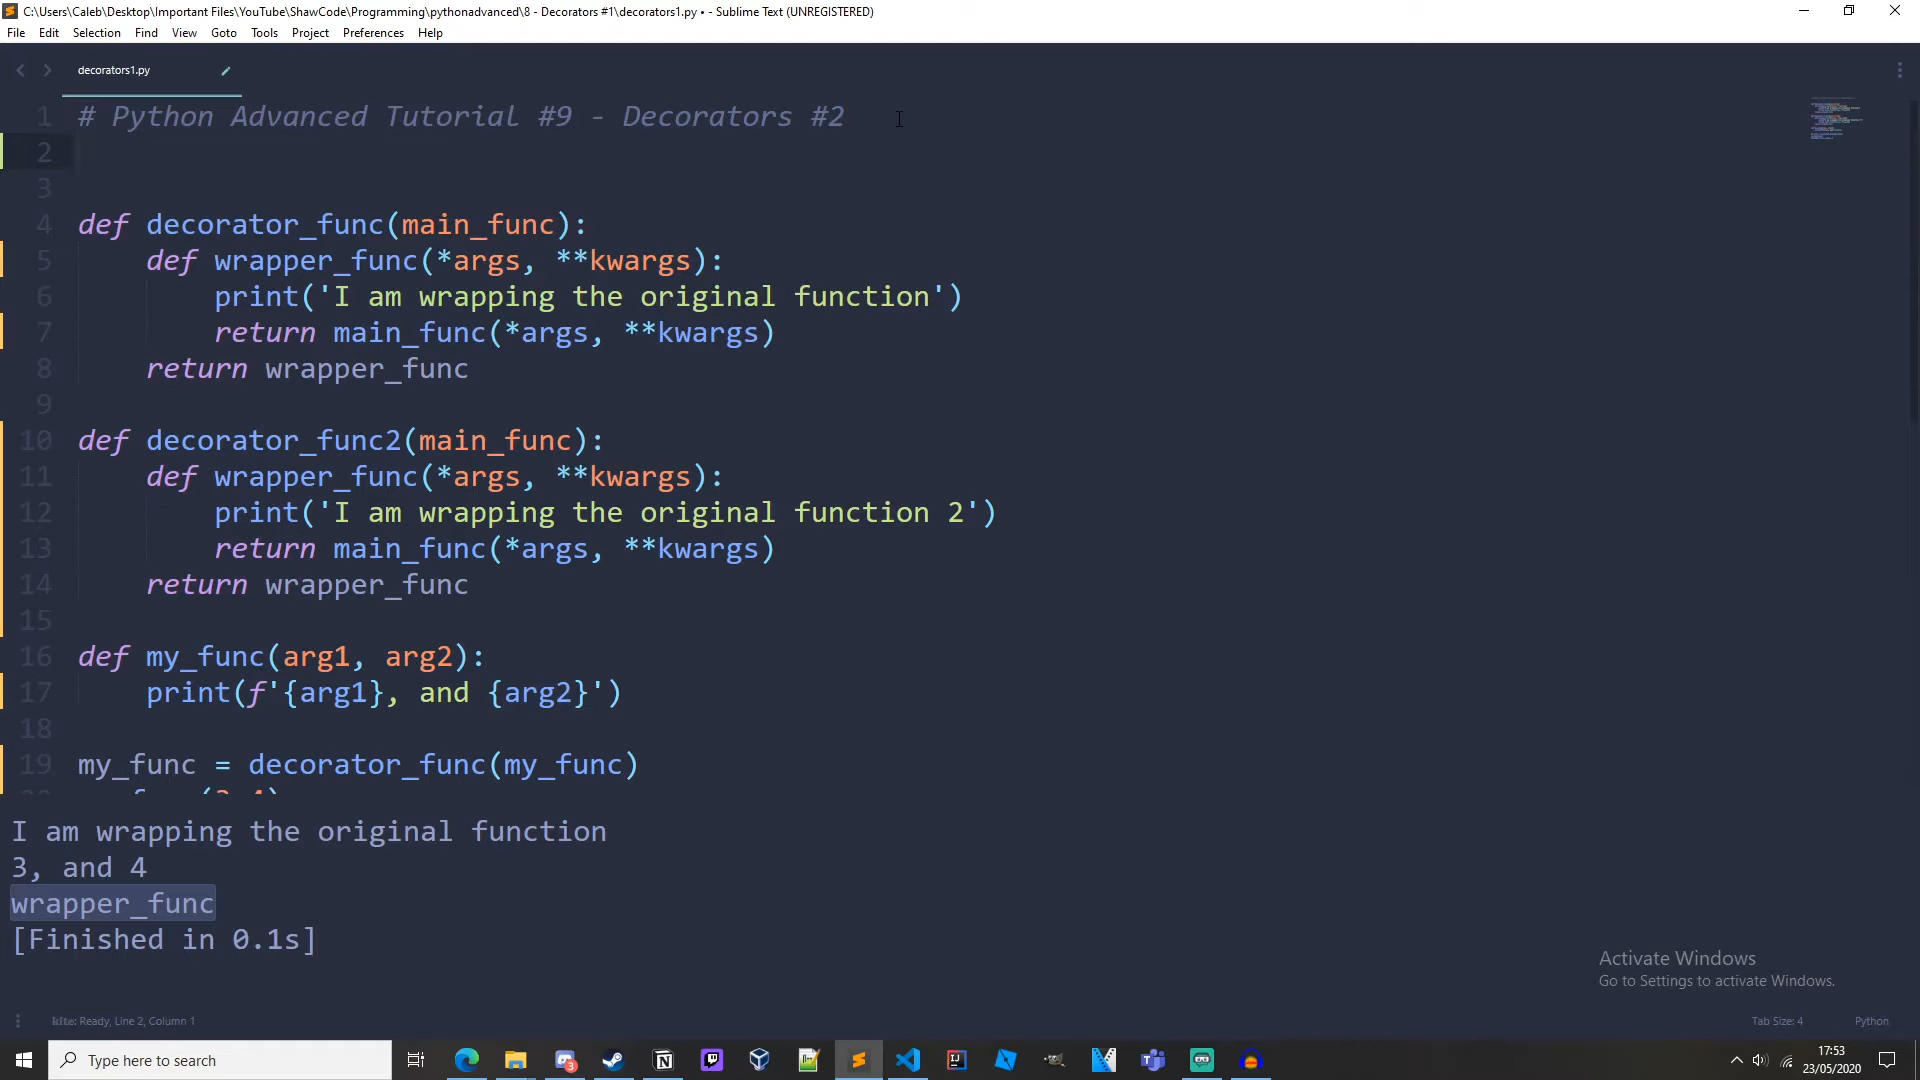 C:\Users\Caleb\Desktop\Important Files\YouTube\ShawCode\Programming\pythonadvanced\8 - Decorators #1\decorators1.py • - Sublime Text (UNREGISTERED)
File Edit Selection Find View Goto Tools Project Preferences Help
decorators1.py
1 # Python Advanced Tutorial #9 - Decorators #2
2
3
4 def decorator_func(main_func):
5 def wrapper_func(*args, **kwargs):
6 print('I am wrapping the original function')
7 return main_func(*args, **kwargs)
8 return wrapper_func
9
10 def decorator_func2(main_func):
11 def wrapper_func(*args, **kwargs):
12 print('I am wrapping the original function 2')
13 return main_func(*args, **kwargs)
14 return wrapper_func
15
16 def my_func(arg1, arg2):
17 print(f'{arg1}, and {arg2}')
18
19 my_func = decorator_func(my_func)
I am wrapping the original function
3, and 4
wrapper_func
[Finished in 0.1s]
Activate Windows
Go to Settings to activate Windows.
Ready, Line 2, Column 1
Tab Size: 4
Python
Type here to search
3
17:53
23/05/2020